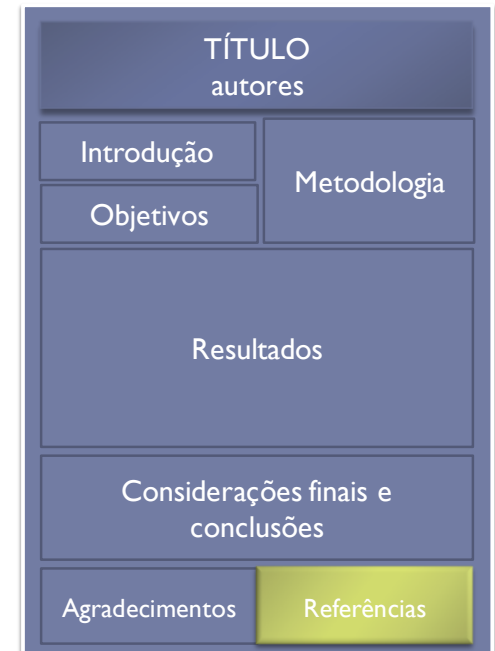 TÍTULO
autores
Introdução
Metodologia
Objetivos
Resultados
Considerações finais e
conclusões
Agradecimentos
Referências